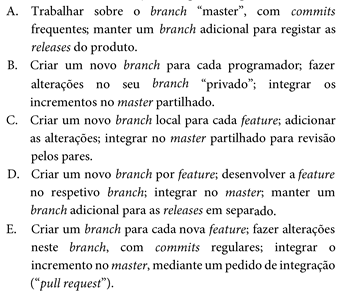 A. Trabalhar sobre o branch “master”, com commits
frequentes; manter um branch adicional para registar as
releases do produto.
B. Criar um novo branch para cada programador; fazer
alterações no seu branch “privado”; integrar os
incrementos no master partilhado.
C. Criar um novo branch local para cada feature; adicionar
as alterações; integrar no master partilhado para revisão
pelos pares.
D. Criar um novo branch por feature; desenvolver a feature
no respetivo branch; integrar no master; manter um
branch adicional para as releases em separado.
E. Criar um branch para cada nova feature; fazer alterações
neste branch, com commits regulares; integrar o
incremento no master, mediante um pedido de integração
(“pull request”).